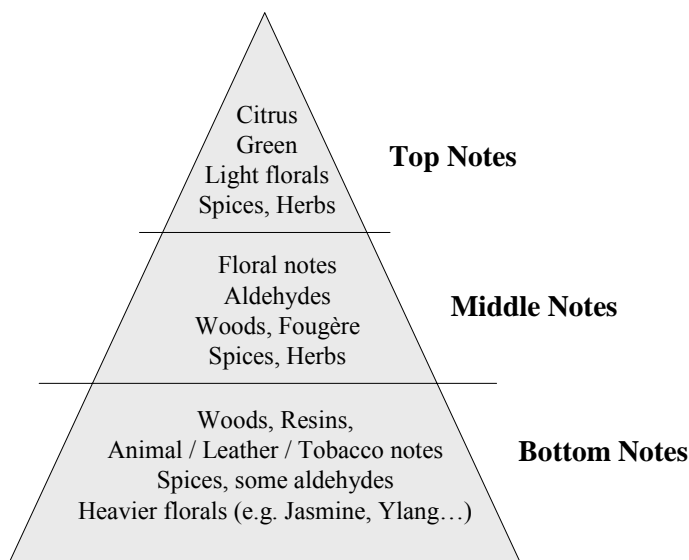 Citrus
Green
Light florals
Spices, Herbs
Top Notes
Floral notes
Aldehydes
Woods, Fougère
Spices, Herbs
Middle Notes
Woods, Resins,
Animal / Leather / Tobacco notes
Spices, some aldehydes
Heavier florals (e.g. Jasmine, Ylang…)
Bottom Notes